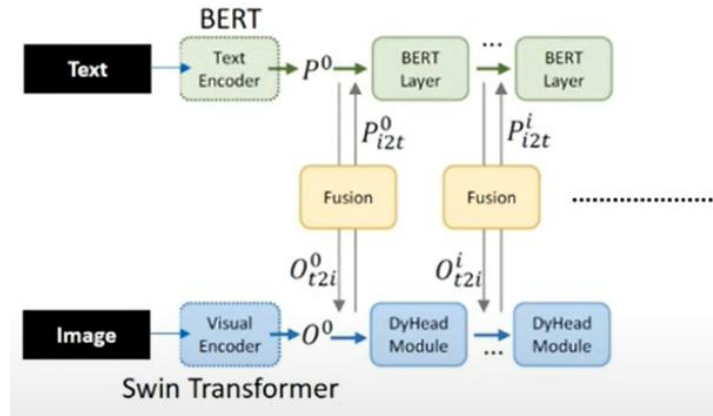 BERT
Text
Text
Encoder
P⁰
BERT
Layer
...
BERT
Layer
P⁰ᵢ₂ₜ
Pⁱᵢ₂ₜ
Fusion
Fusion
O⁰ₜ₂ᵢ
Oⁱₜ₂ᵢ
Image
Visual
Encoder
O⁰
DyHead
Module
...
DyHead
Module
Swin Transformer